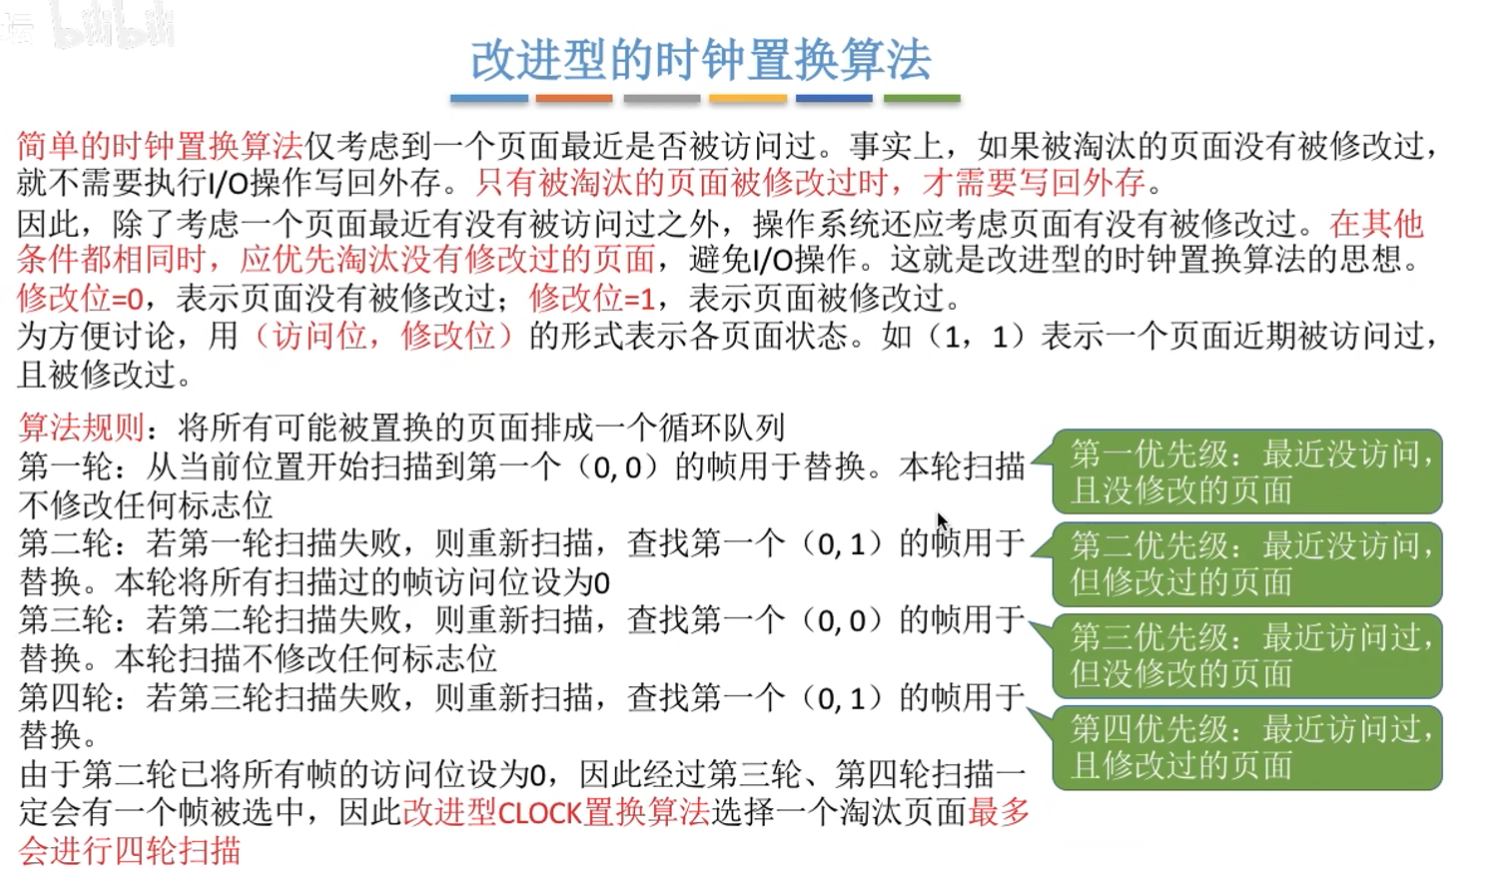 坛 bilibili
改进型的时钟置换算法
简单的时钟置换算法仅考虑到一个页面最近是否被访问过。事实上，如果被淘汰的页面没有被修改过，
就不需要执行I/O操作写回外存。只有被淘汰的页面被修改过时，才需要写回外存。
因此，除了考虑一个页面最近有没有被访问过之外，操作系统还应考虑页面有没有被修改过。在其他
条件都相同时，应优先淘汰没有修改过的页面，避免I/O操作。这就是改进型的时钟置换算法的思想。
修改位=0，表示页面没有被修改过；修改位=1，表示页面被修改过。
为方便讨论，用（访问位，修改位）的形式表示各页面状态。如（1，1）表示一个页面近期被访问过，
且被修改过。
算法规则：将所有可能被置换的页面排成一个循环队列
第一轮：从当前位置开始扫描到第一个（0, 0）的帧用于替换。本轮扫描
不修改任何标志位
第二轮：若第一轮扫描失败，则重新扫描，查找第一个（0, 1）的帧用于
替换。本轮将所有扫描过的帧访问位设为0
第三轮：若第二轮扫描失败，则重新扫描，查找第一个（0, 0）的帧用于
替换。本轮扫描不修改任何标志位
第四轮：若第三轮扫描失败，则重新扫描，查找第一个（0, 1）的帧用于
替换。
由于第二轮已将所有帧的访问位设为0，因此经过第三轮、第四轮扫描一
定会有一个帧被选中，因此改进型CLOCK置换算法选择一个淘汰页面最多
会进行四轮扫描
第一优先级：最近没访问，
且没修改的页面
第二优先级：最近没访问，
但修改过的页面
第三优先级：最近访问过，
但没修改的页面
第四优先级：最近访问过，
且修改过的页面